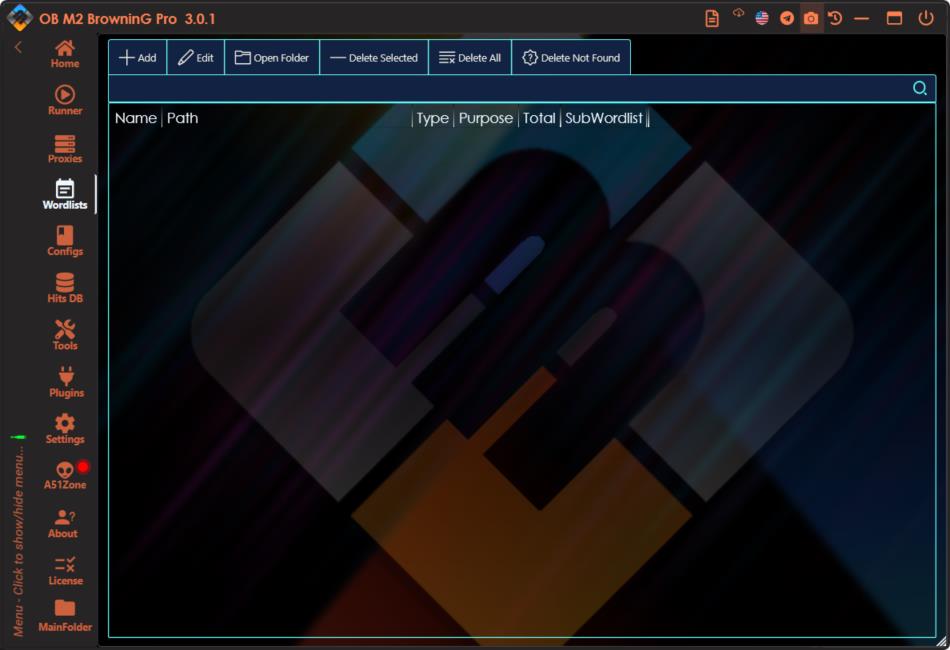 OB M2 BrowninG Pro 3.0.1
Home
Runner
Proxies
Wordlists
Configs
Hits DB
Tools
Plugins
Settings
A51Zone
About
License
MainFolder
Menu - Click to show/hide menu...
Add Edit Open Folder Delete Selected Delete All Delete Not Found
Name Path Type Purpose Total SubWordlist